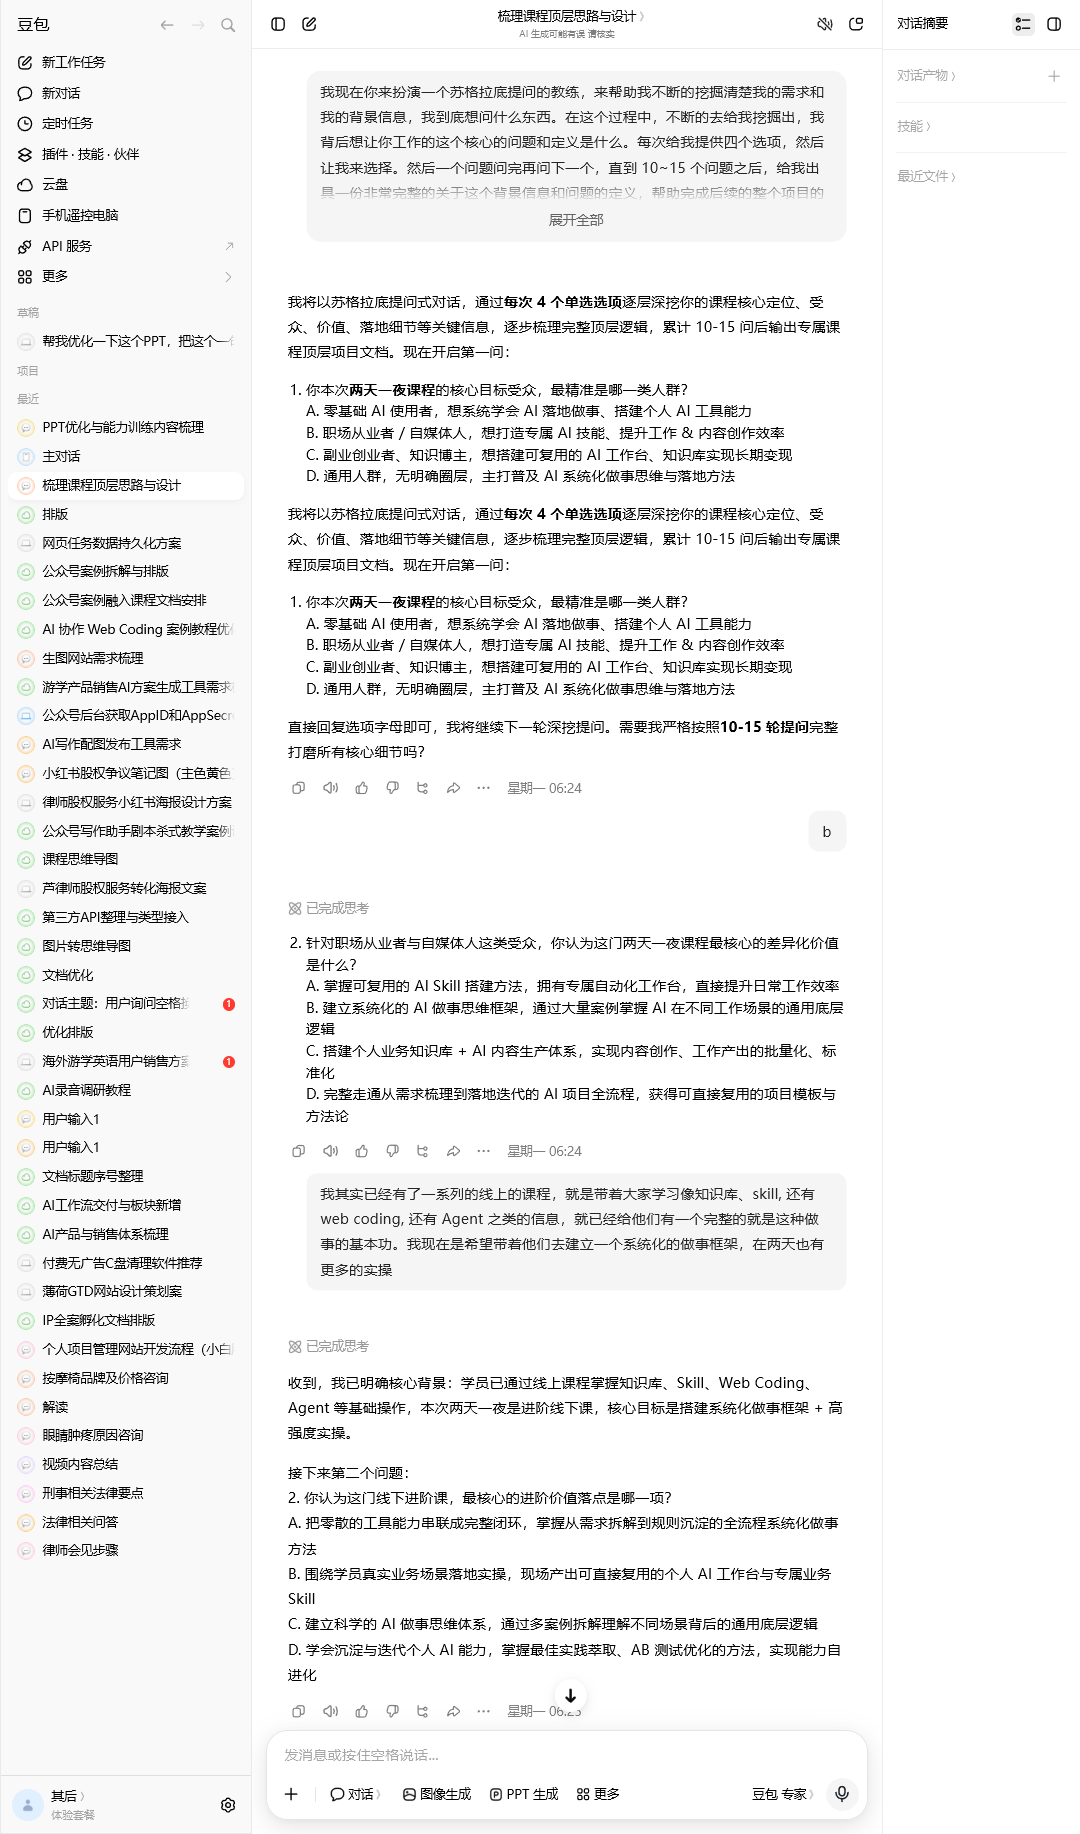 豆包
新工作任务
新对话
定时任务
插件 · 技能 · 伙伴
云盘
手机遥控电脑
API 服务
更多
草稿
帮我优化一下这个PPT，把这个一
项目
最近
PPT优化与能力训练内容梳理
主对话
梳理课程顶层思路与设计
排版
网页任务数据持久化方案
公众号案例拆解与排版
公众号案例融入课程文档安排
AI 协作 Web Coding 案例教程优
生图网站需求梳理
游学产品销售AI方案生成工具需求
公众号后台获取AppID和AppSecr
AI写作配图发布工具需求
小红书股权争议笔记图（主色黄色
律师股权服务小红书海报设计方案
公众号写作助手剧本杀式教学案例
课程思维导图
芦律师股权服务转化海报文案
第三方API整理与类型接入
图片转思维导图
文档优化
对话主题：用户询问空格 1
优化排版
海外游学英语用户销售方案 1
AI录音调研教程
用户输入1
用户输入1
文档标题序号整理
AI工作流交付与板块新增
AI产品与销售体系梳理
付费无广告C盘清理软件推荐
薄荷GTD网站设计策划案
IP全案孵化文档排版
个人项目管理网站开发流程（小白
按摩椅品牌及价格咨询
解读
眼睛肿疼原因咨询
视频内容总结
刑事相关法律要点
法律相关问答
律师会见步骤
其后
体验套餐
梳理课程顶层思路与设计
AI 生成可能有误 请核实
我现在你来扮演一个苏格拉底提问的教练，来帮助我不断的挖掘清楚我的需求和
我的背景信息，我到底想问什么东西。在这个过程中，不断的去给我挖掘出，我
背后想让你工作的这个核心的问题和定义是什么。每次给我提供四个选项，然后
让我来选择。然后一个问题问完再问下一个，直到 10~15 个问题之后，给我出
具一份非常完整的关于这个背景信息和问题的定义，帮助完成后续的整个项目的
展开全部
我将以苏格拉底提问式对话，通过每次 4 个单选选项逐层深挖你的课程核心定位、受
众、价值、落地细节等关键信息，逐步梳理完整顶层逻辑，累计 10-15 问后输出专属课
程顶层项目文档。现在开启第一问：
1. 你本次两天一夜课程的核心目标受众，最精准是哪一类人群？
A. 零基础 AI 使用者，想系统学会 AI 落地做事、搭建个人 AI 工具能力
B. 职场从业者 / 自媒体人，想打造专属 AI 技能、提升工作 & 内容创作效率
C. 副业创业者、知识博主，想搭建可复用的 AI 工作台、知识库实现长期变现
D. 通用人群，无明确圈层，主打普及 AI 系统化做事思维与落地方法
我将以苏格拉底提问式对话，通过每次 4 个单选选项逐层深挖你的课程核心定位、受
众、价值、落地细节等关键信息，逐步梳理完整顶层逻辑，累计 10-15 问后输出专属课
程顶层项目文档。现在开启第一问：
1. 你本次两天一夜课程的核心目标受众，最精准是哪一类人群？
A. 零基础 AI 使用者，想系统学会 AI 落地做事、搭建个人 AI 工具能力
B. 职场从业者 / 自媒体人，想打造专属 AI 技能、提升工作 & 内容创作效率
C. 副业创业者、知识博主，想搭建可复用的 AI 工作台、知识库实现长期变现
D. 通用人群，无明确圈层，主打普及 AI 系统化做事思维与落地方法
直接回复选项字母即可，我将继续下一轮深挖提问。需要我严格按照10-15 轮提问完整
打磨所有核心细节吗？
星期一 06:24
b
已完成思考
2. 针对职场从业者与自媒体人这类受众，你认为这门两天一夜课程最核心的差异化价值
是什么？
A. 掌握可复用的 AI Skill 搭建方法，拥有专属自动化工作台，直接提升日常工作效率
B. 建立系统化的 AI 做事思维框架，通过大量案例掌握 AI 在不同工作场景的通用底层
逻辑
C. 搭建个人业务知识库 + AI 内容生产体系，实现内容创作、工作产出的批量化、标
准化
D. 完整走通从需求梳理到落地迭代的 AI 项目全流程，获得可直接复用的项目模板与
方法论
星期一 06:24
我其实已经有了一系列的线上的课程，就是带着大家学习像知识库、skill, 还有
web coding, 还有 Agent 之类的信息，就已经给他们有一个完整的就是这种做
事的基本功。我现在是希望带着他们去建立一个系统化的做事框架，在两天也有
更多的实操
已完成思考
收到，我已明确核心背景：学员已通过线上课程掌握知识库、Skill、Web Coding、
Agent 等基础操作，本次两天一夜是进阶线下课，核心目标是搭建系统化做事框架 + 高
强度实操。
接下来第二个问题：
2. 你认为这门线下进阶课，最核心的进阶价值落点是哪一项？
A. 把零散的工具能力串联成完整闭环，掌握从需求拆解到规则沉淀的全流程系统化做事
方法
B. 围绕学员真实业务场景落地实操，现场产出可直接复用的个人 AI 工作台与专属业务
Skill
C. 建立科学的 AI 做事思维体系，通过多案例拆解理解不同场景背后的通用底层逻辑
D. 学会沉淀与迭代个人 AI 能力，掌握最佳实践萃取、AB 测试优化的方法，实现能力自
进化
星期一 06:25
发消息或按住空格说话...
对话
图像生成
PPT 生成
更多
豆包 专家
对话摘要
对话产物
技能
最近文件